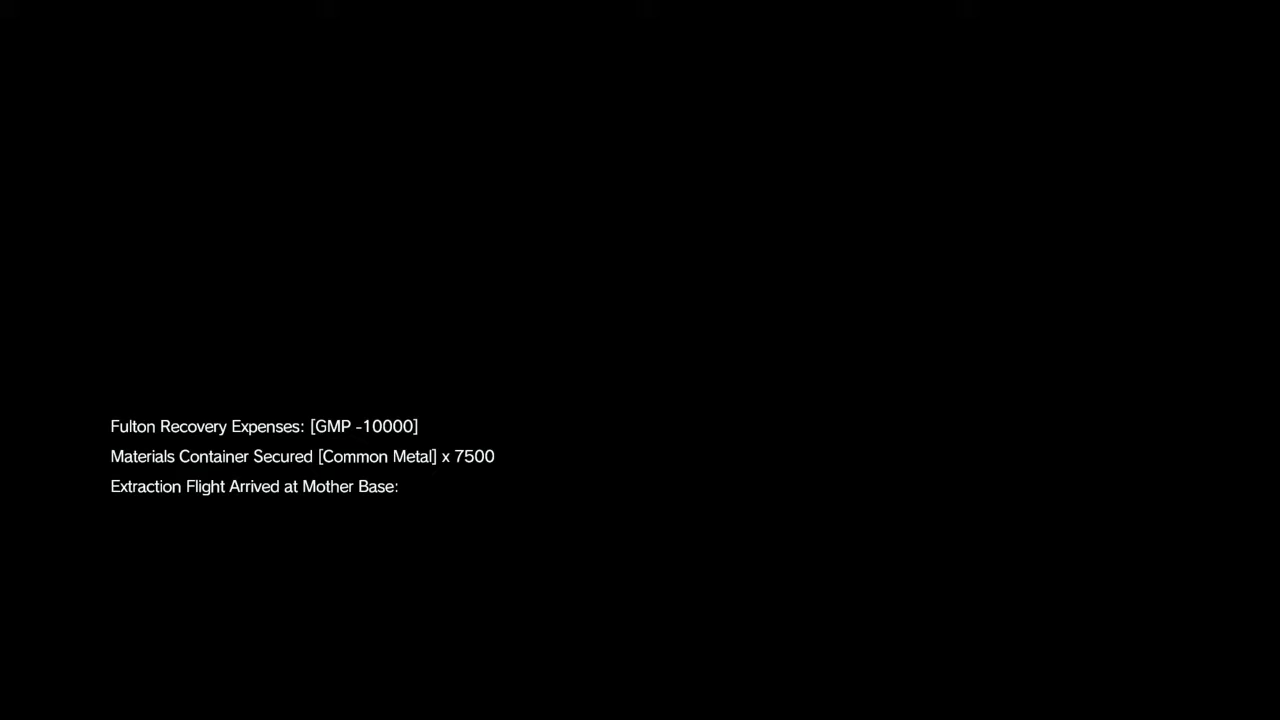 Fulton Recovery Expenses: [GMP -10000]
Materials Container Secured [Common Metal] x 7500
Extraction Flight Arrived at Mother Base: